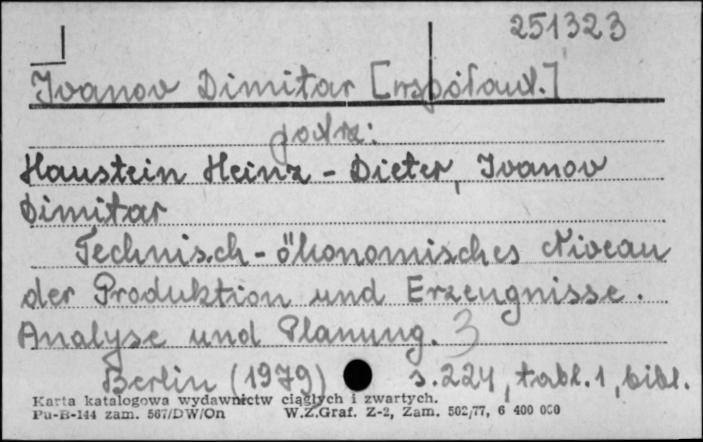 251323
Ivanov Dimitar [współaut.]
podrz:
Haustein Heinz - Dieter, Ivanov
Dimitar
Technisch-ökonomisches Niveau
der Produktion und Erzeugnisse.
Analyse und Planung. 3
Berlin (1979) s. 224, tabl. 1, bibl.
Karta katalogowa wydawnictw ciągłych i zwartych.
Pu-B-144 zam. 567/DW/On W.Z.Graf. Z-2, Zam. 502/77, 6 400 000